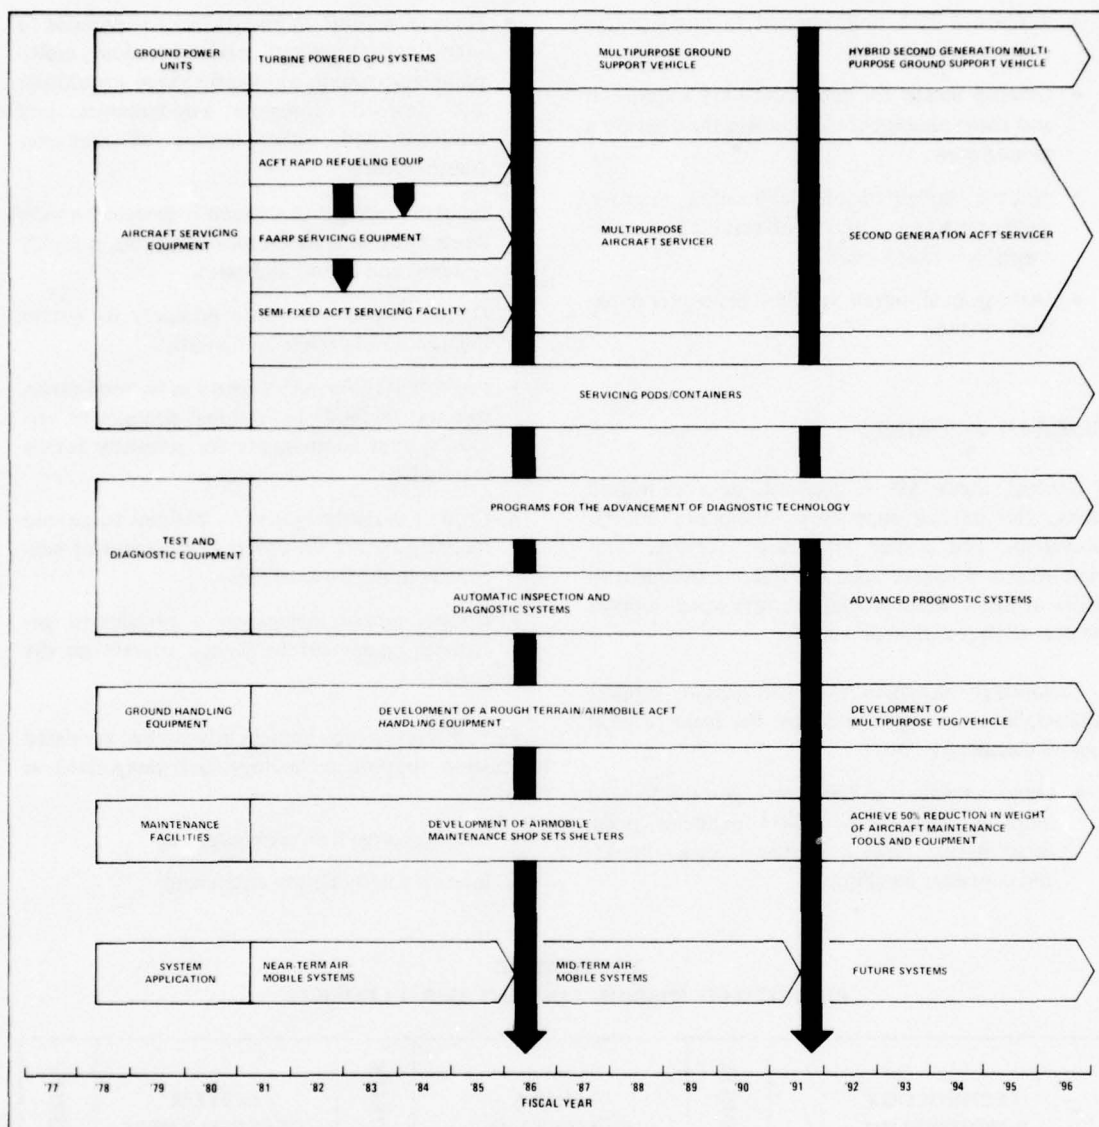 GROUND POWER
UNITS
TURBINE POWERED GPU SYSTEMS
MULTIPURPOSE GROUND
SUPPORT VEHICLE
HYBRID SECOND GENERATION MULTI-
PURPOSE GROUND SUPPORT VEHICLE
AIRCRAFT SERVICING
EQUIPMENT
ACFT RAPID REFUELING EQUIP
FAARP SERVICING EQUIPMENT
SEMI-FIXED ACFT SERVICING FACILITY
MULTIPURPOSE
AIRCRAFT SERVICER
SECOND GENERATION ACFT SERVICER
SERVICING PODS/CONTAINERS
TEST AND
DIAGNOSTIC EQUIPMENT
PROGRAMS FOR THE ADVANCEMENT OF DIAGNOSTIC TECHNOLOGY
AUTOMATIC INSPECTION AND
DIAGNOSTIC SYSTEMS
ADVANCED PROGNOSTIC SYSTEMS
GROUND HANDLING
EQUIPMENT
DEVELOPMENT OF A ROUGH TERRAIN/AIRMOBILE ACFT
HANDLING EQUIPMENT
DEVELOPMENT OF
MULTIPURPOSE TUG/VEHICLE
MAINTENANCE
FACILITIES
DEVELOPMENT OF AIRMOBILE
MAINTENANCE SHOP SETS SHELTERS
ACHIEVE 50% REDUCTION IN WEIGHT
OF AIRCRAFT MAINTENANCE
TOOLS AND EQUIPMENT
SYSTEM
APPLICATION
NEAR-TERM AIR
MOBILE SYSTEMS
MID-TERM AIR
MOBILE SYSTEMS
FUTURE SYSTEMS
'77 '78 '79 '80 '81 '82 '83 '84 '85 '86 '87 '88 '89 '90 '91 '92 '93 '94 '95 '96
FISCAL YEAR